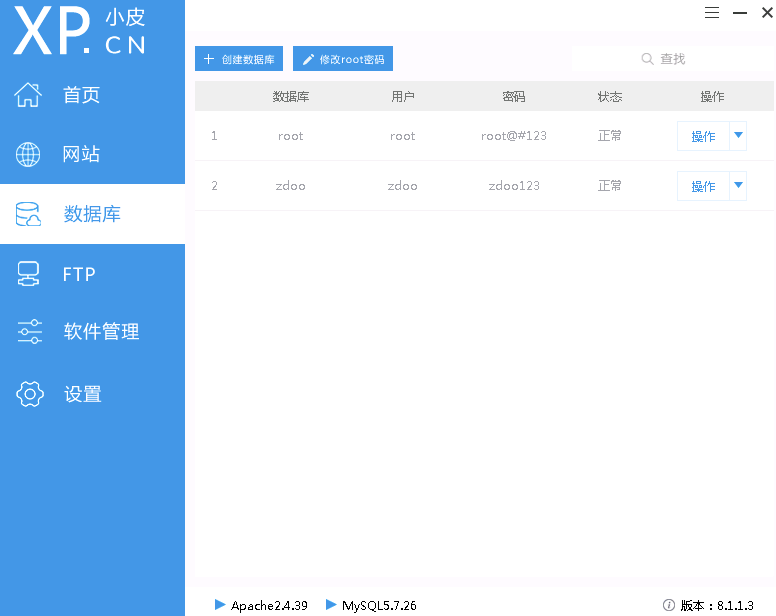 XP.小皮
CN
首页
网站
数据库
FTP
软件管理
设置
创建数据库 修改root密码 查找
数据库 用户 密码 状态 操作
1 root root root@#123 正常 操作
2 zdoo zdoo zdoo123 正常 操作
Apache2.4.39 MySQL5.7.26 版本：8.1.1.3